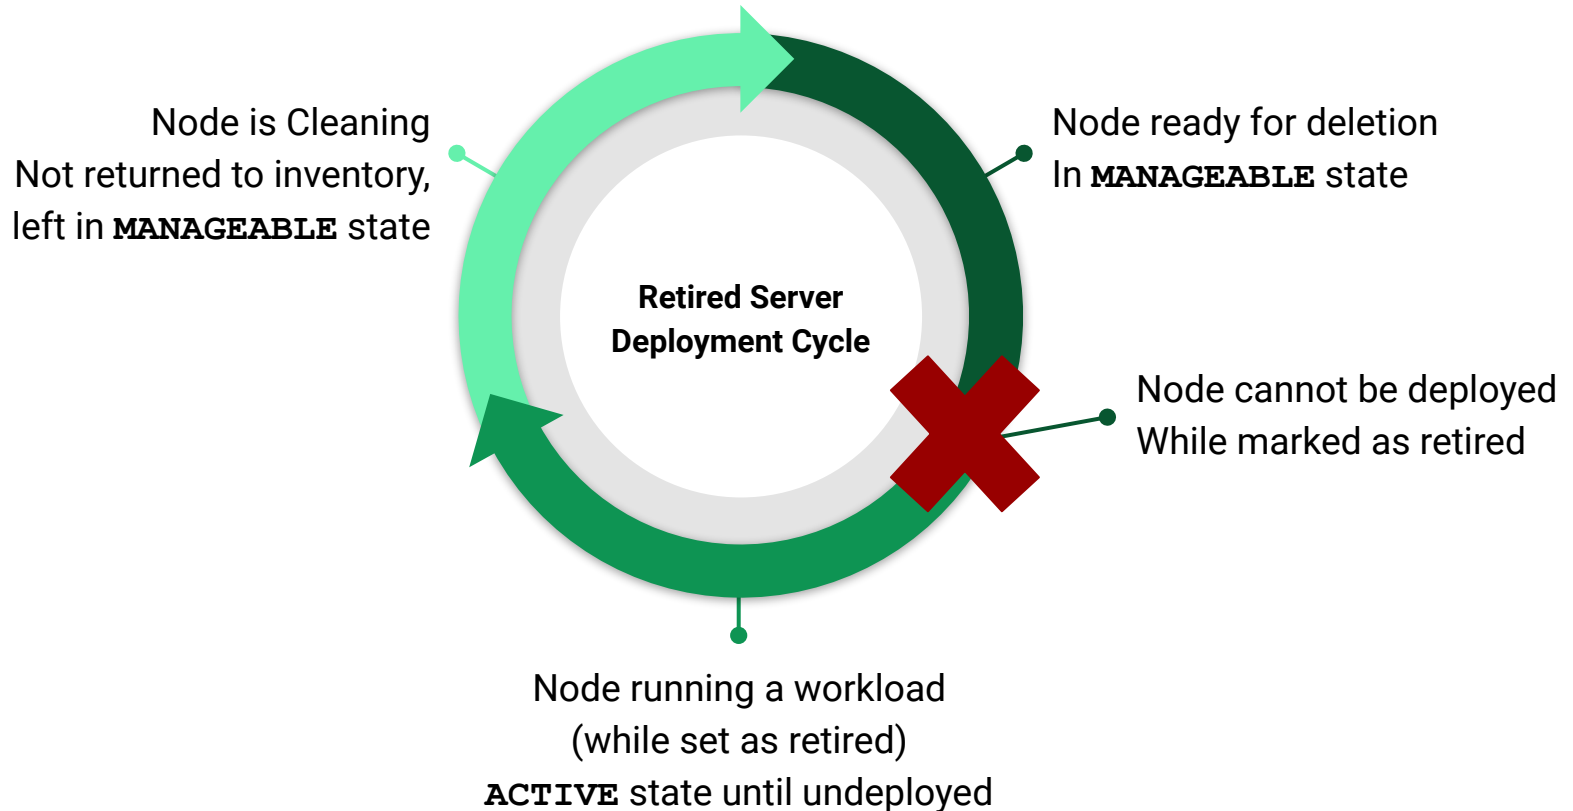 Node is Cleaning
Not returned to inventory,
left in MANAGEABLE state
Node ready for deletion
In MANAGEABLE state
Retired Server
Deployment Cycle
Node cannot be deployed
While marked as retired
Node running a workload
(while set as retired)
ACTIVE state until undeployed